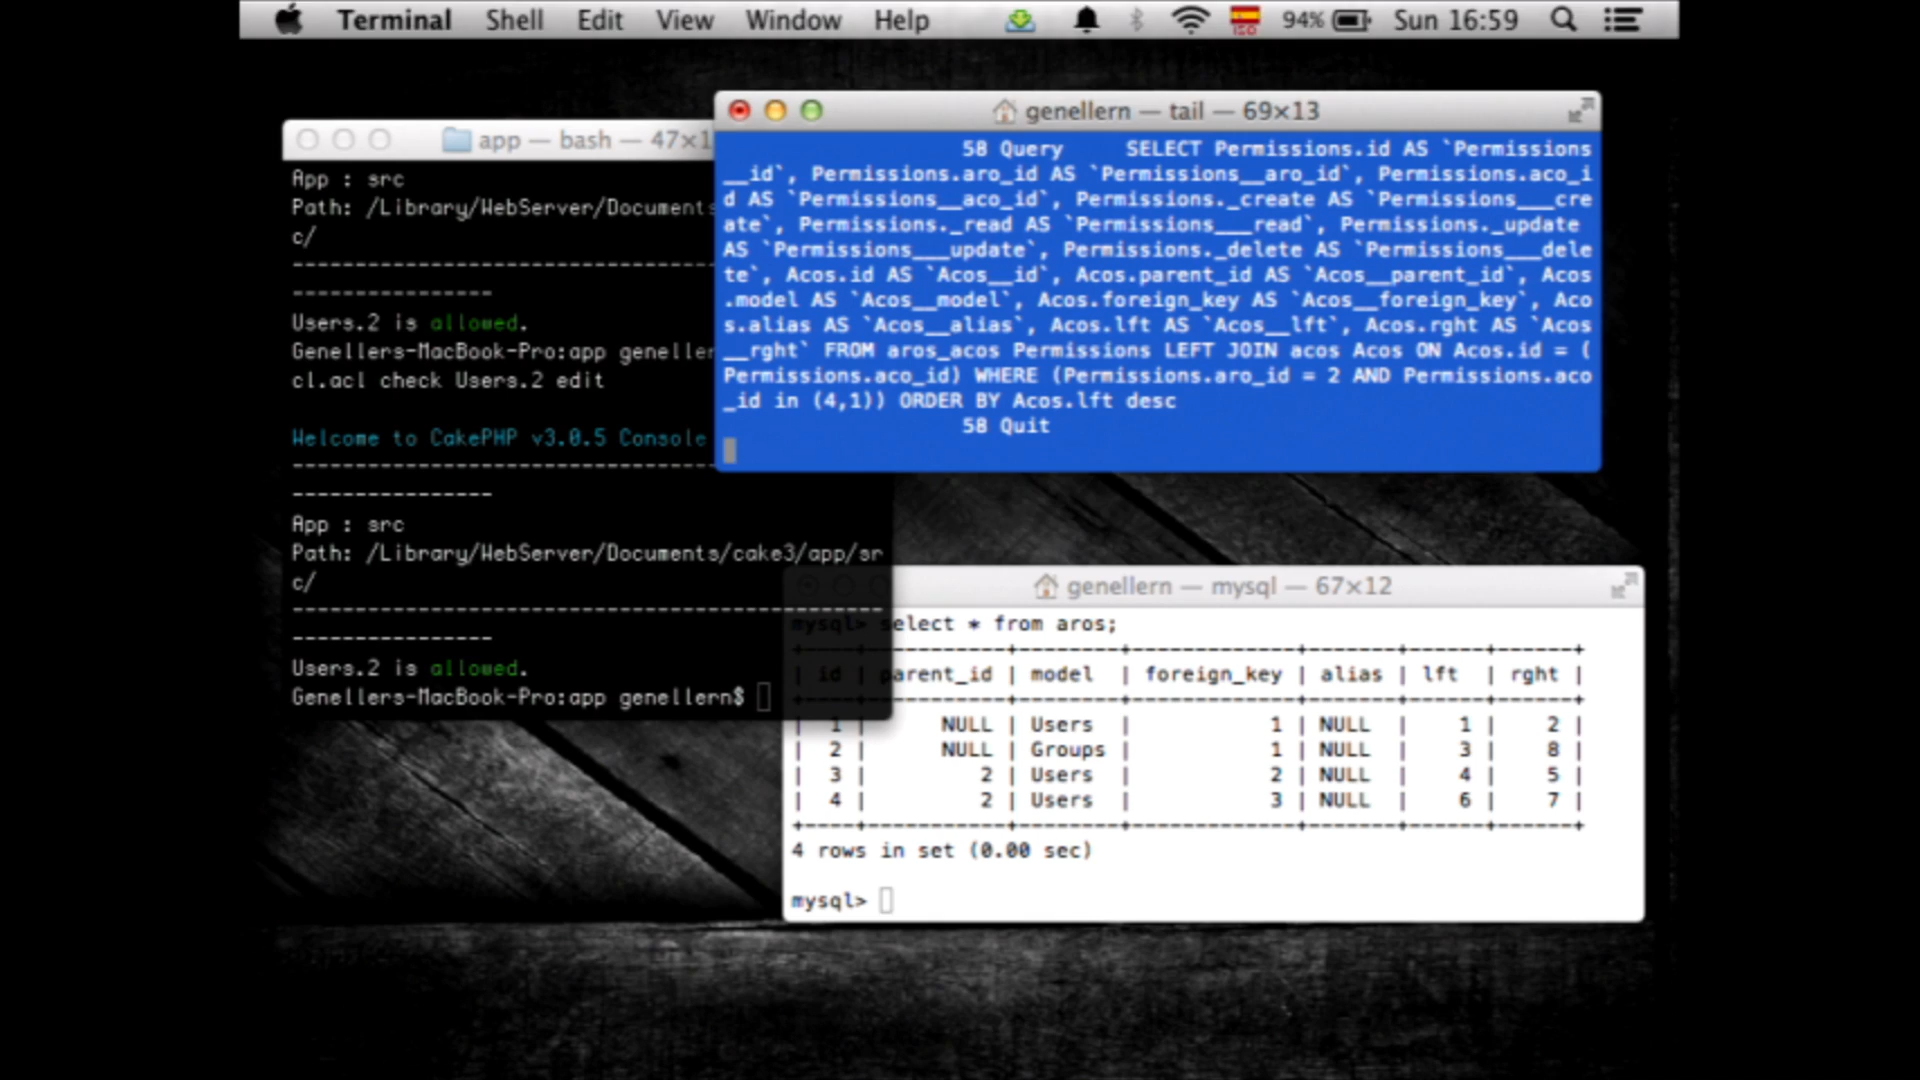 Terminal Shell Edit View Window Help 94% Sun 16:59
ISO
app — bash — 47×1
App : src
Path: /Library/WebServer/Documents
c/
-----------------------------------
----------------
Users.2 is allowed.
Genellers-MacBook-Pro:app geneller
cl.acl check Users.2 edit
Welcome to CakePHP v3.0.5 Console
-----------------------------------
----------------
App : src
Path: /Library/WebServer/Documents/cake3/app/sr
c/
-----------------------------------------------
----------------
Users.2 is allowed.
Genellers-MacBook-Pro:app genellern$
genellern — tail — 69×13
58 Query SELECT Permissions.id AS `Permissions
__id`, Permissions.aro_id AS `Permissions__aro_id`, Permissions.aco_i
d AS `Permissions__aco_id`, Permissions._create AS `Permissions___cre
ate`, Permissions._read AS `Permissions___read`, Permissions._update
AS `Permissions___update`, Permissions._delete AS `Permissions___dele
te`, Acos.id AS `Acos__id`, Acos.parent_id AS `Acos__parent_id`, Acos
.model AS `Acos__model`, Acos.foreign_key AS `Acos__foreign_key`, Aco
s.alias AS `Acos__alias`, Acos.lft AS `Acos__lft`, Acos.rght AS `Acos
__rght` FROM aros_acos Permissions LEFT JOIN acos Acos ON Acos.id = (
Permissions.aco_id) WHERE (Permissions.aro_id = 2 AND Permissions.aco
_id in (4,1)) ORDER BY Acos.lft desc
58 Quit
genellern — mysql — 67×12
mysql> select * from aros;
+----+-----------+--------+-------------+-------+------+------+
| id | parent_id | model | foreign_key | alias | lft | rght |
+----+-----------+--------+-------------+-------+------+------+
| 1 | NULL | Users | 1 | NULL | 1 | 2 |
| 2 | NULL | Groups | 1 | NULL | 3 | 8 |
| 3 | 2 | Users | 2 | NULL | 4 | 5 |
| 4 | 2 | Users | 3 | NULL | 6 | 7 |
+----+-----------+--------+-------------+-------+------+------+
4 rows in set (0.00 sec)
mysql>